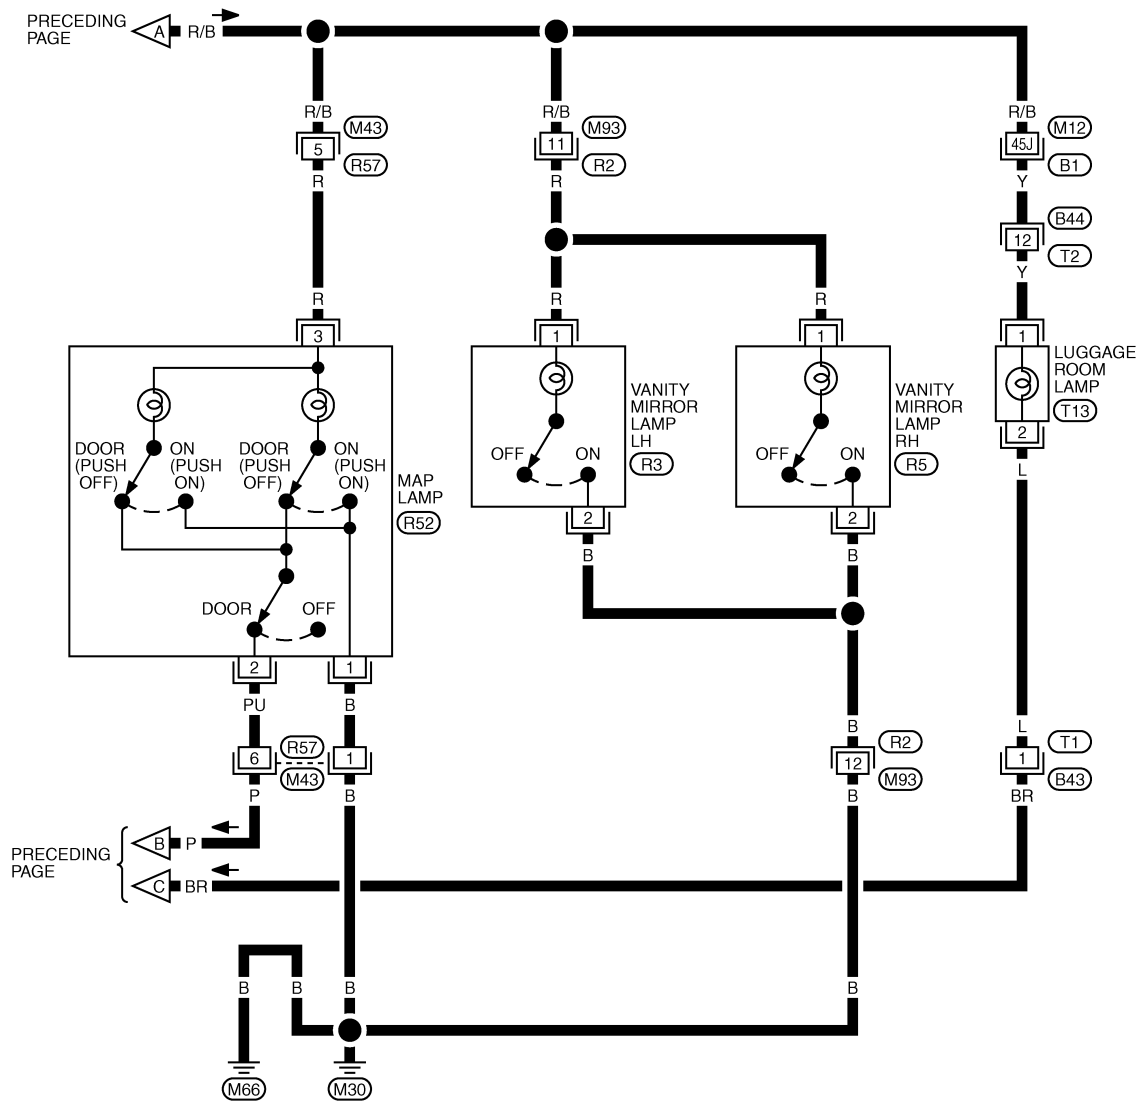 PRECEDING
PAGE
A
R/B
R/B
R/B
R/B
M43
M93
M12
5
11
45J
R57
R2
B1
R
R
Y
B44
12
T2
Y
R
R
R
3
1
1
1
LUGGAGE
ROOM
LAMP
T13
2
L
DOOR
(PUSH
OFF)
ON
(PUSH
ON)
DOOR
(PUSH
OFF)
ON
(PUSH
ON)
MAP
LAMP
R52
DOOR
OFF
VANITY
MIRROR
LAMP
LH
R3
OFF
ON
2
B
VANITY
MIRROR
LAMP
RH
R5
OFF
ON
2
B
2
1
PU
B
B
L
6
R57
1
R2
T1
M43
12
M93
1
B43
P
B
B
BR
PRECEDING
PAGE
B
P
C
BR
B
B
B
B
M66
M30